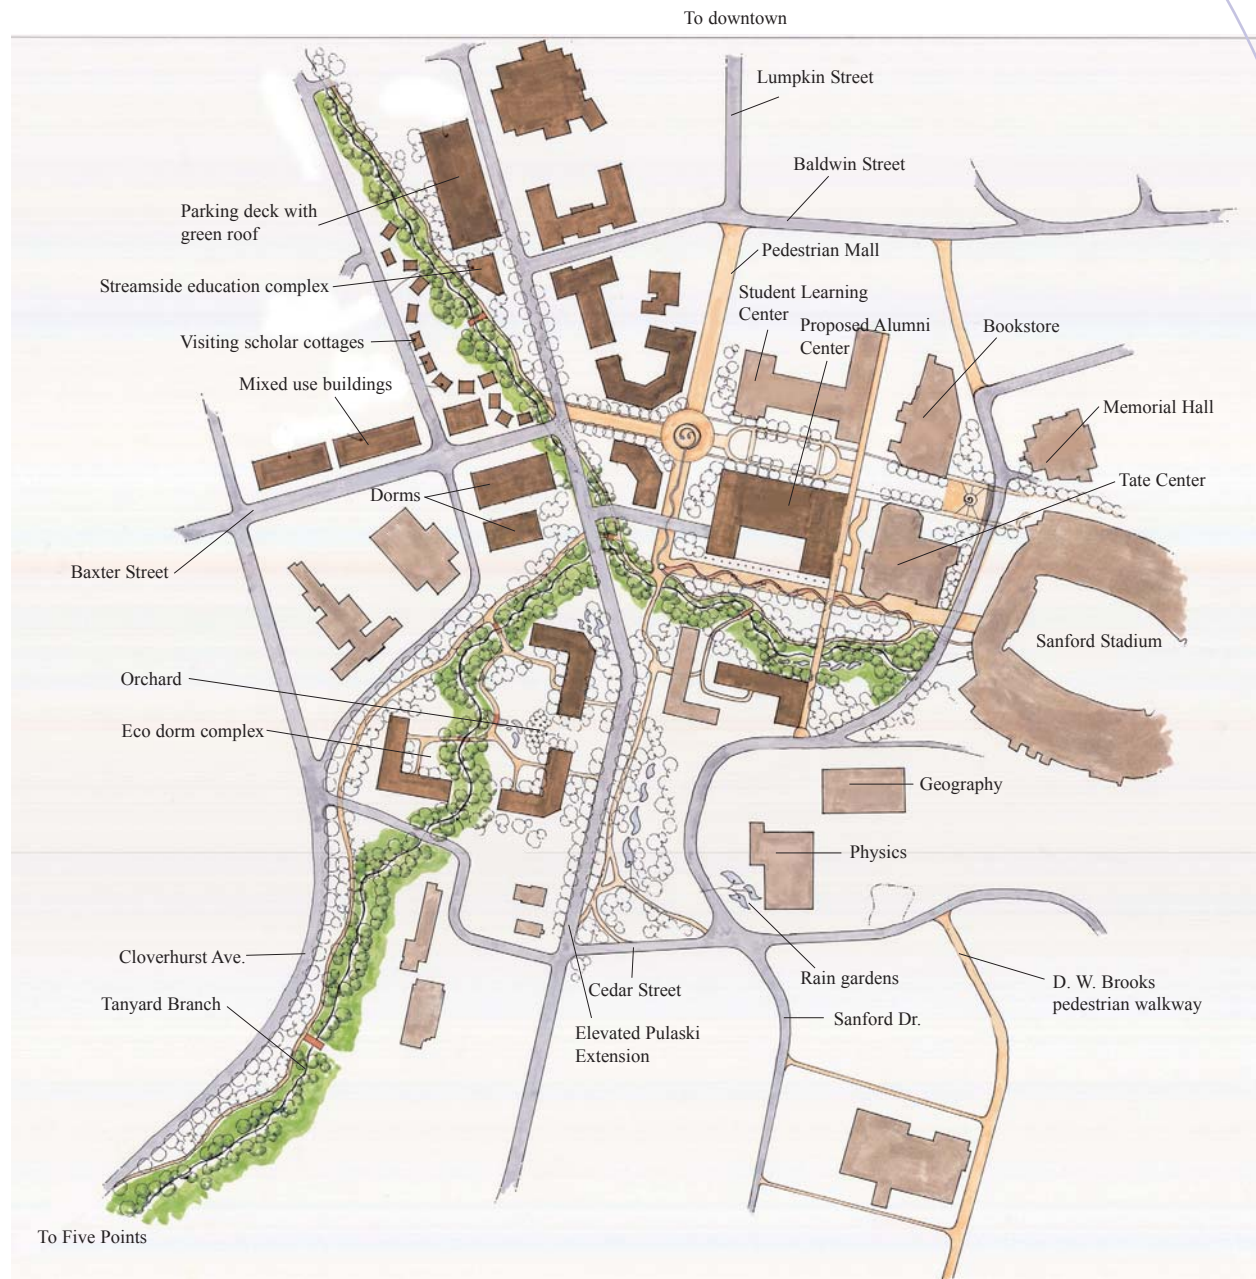 To downtown
Lumpkin Street
Baldwin Street
Parking deck with
green roof
Pedestrian Mall
Streamside education complex
Student Learning
Center
Proposed Alumni
Center
Bookstore
Visiting scholar cottages
Mixed use buildings
Memorial Hall
Tate Center
Dorms
Baxter Street
Sanford Stadium
Orchard
Eco dorm complex
Geography
Physics
Cloverhurst Ave.
Rain gardens
D. W. Brooks
pedestrian walkway
Cedar Street
Tanyard Branch
Sanford Dr.
Elevated Pulaski
Extension
To Five Points